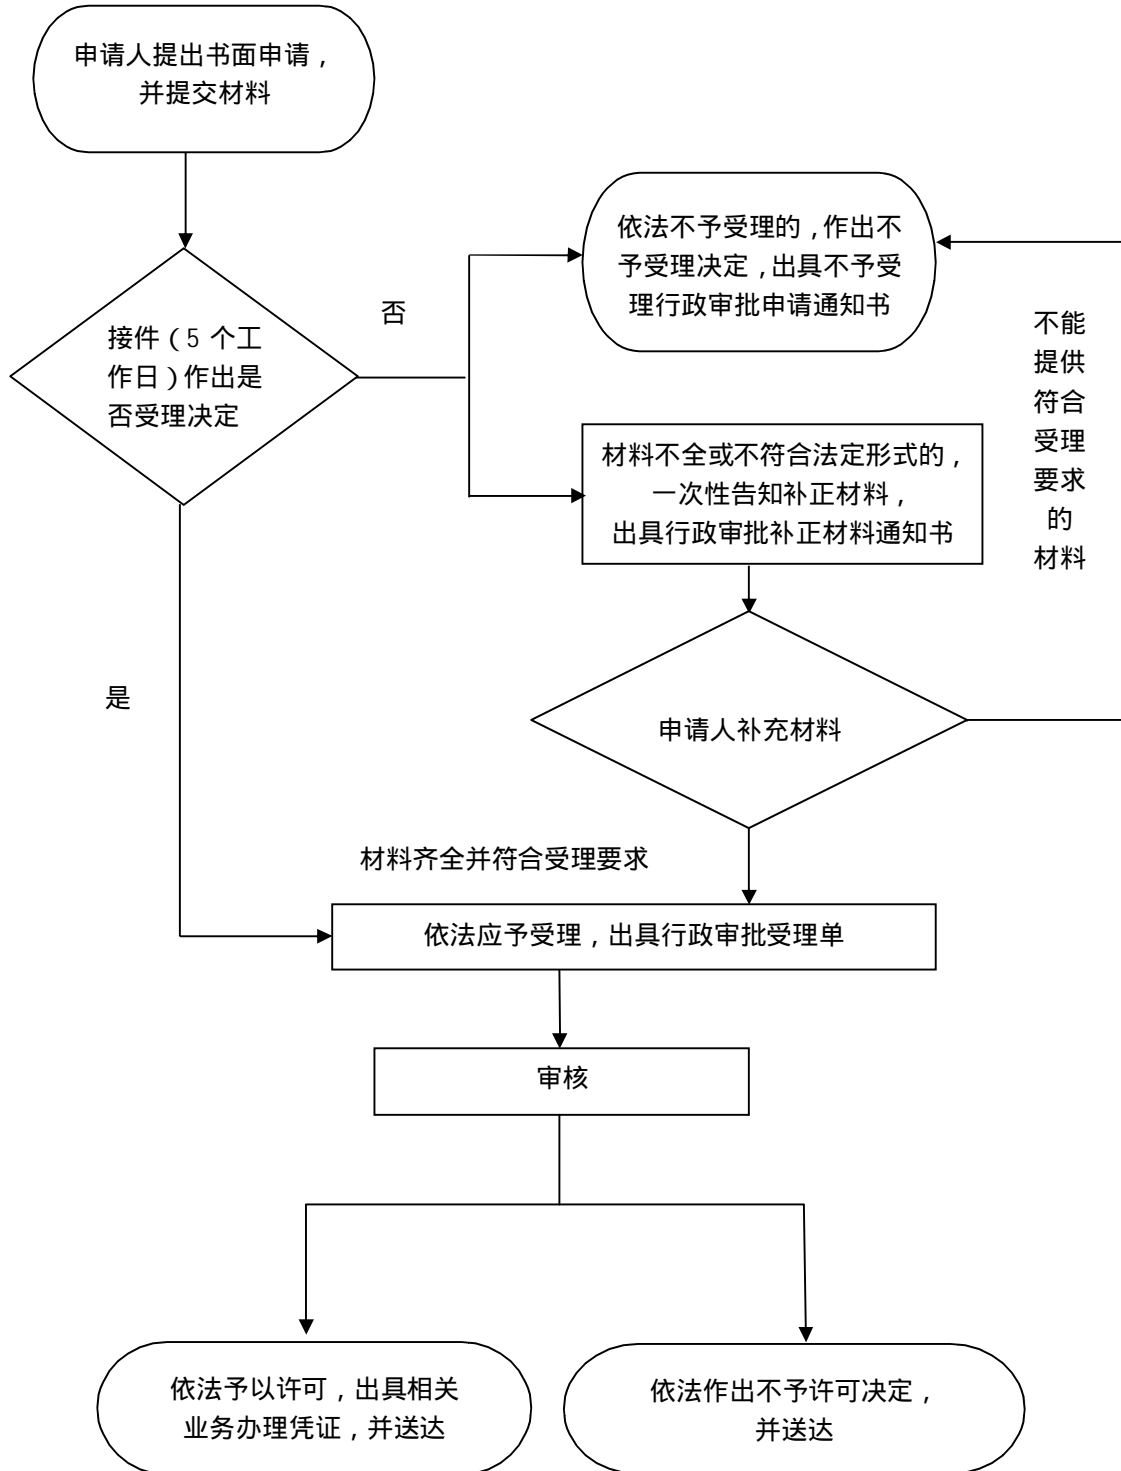 申请人提出书面申请，
并提交材料
依法不予受理的，作出不
予受理决定，出具不予受
理行政审批申请通知书
否
接件（5 个工
作日）作出是
否受理决定
不能
提供
符合
受理
要求
的
材料
材料不全或不符合法定形式的，
一次性告知补正材料，
出具行政审批补正材料通知书
是
申请人补充材料
材料齐全并符合受理要求
依法应予受理，出具行政审批受理单
审核
依法予以许可，出具相关
业务办理凭证，并送达
依法作出不予许可决定，
并送达